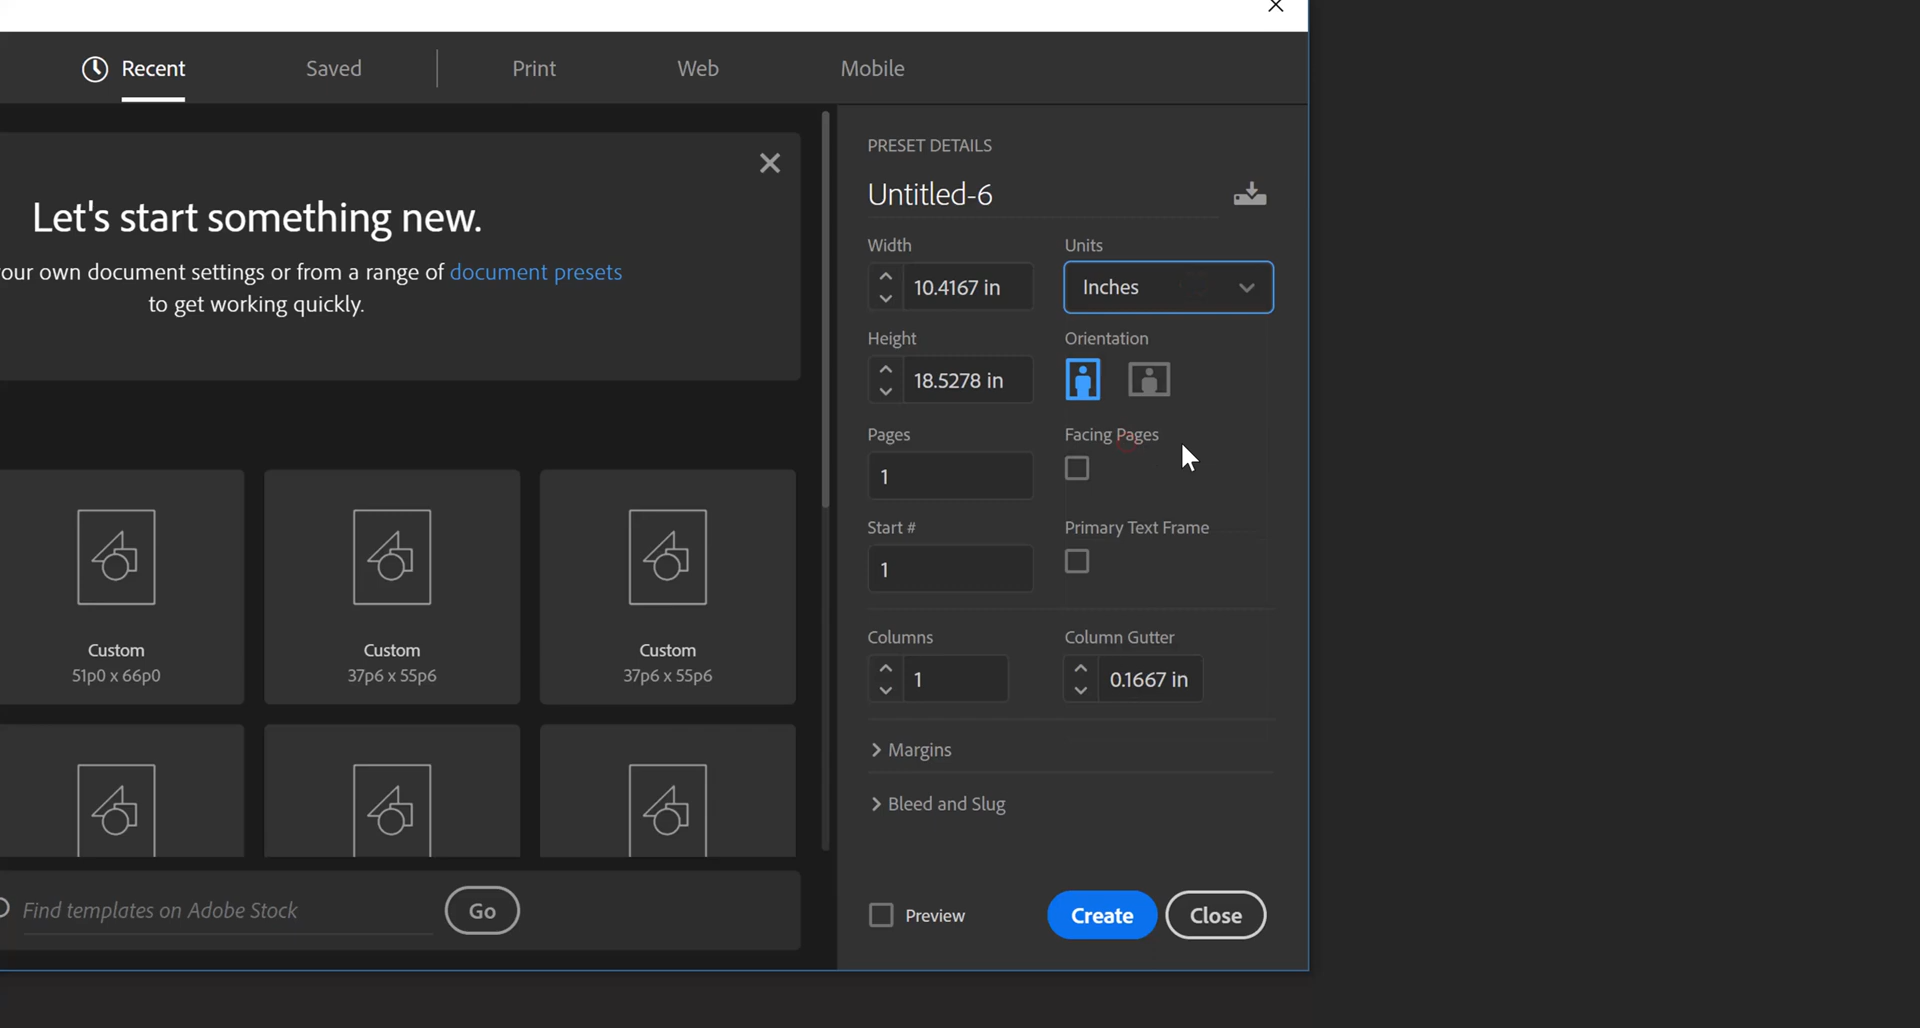 Recent
Saved
Print
Web
Mobile
Let's start something new.
our own document settings or from a range of document presets
to get working quickly.
Custom
51p0 x 66p0
Custom
37p6 x 55p6
Custom
37p6 x 55p6
Find templates on Adobe Stock
Go
PRESET DETAILS
Untitled-6
Width
Units
10.4167 in
Inches
Height
Orientation
18.5278 in
Pages
Facing Pages
1
Start #
Primary Text Frame
1
Columns
Column Gutter
1
0.1667 in
Margins
Bleed and Slug
Preview
Create
Close